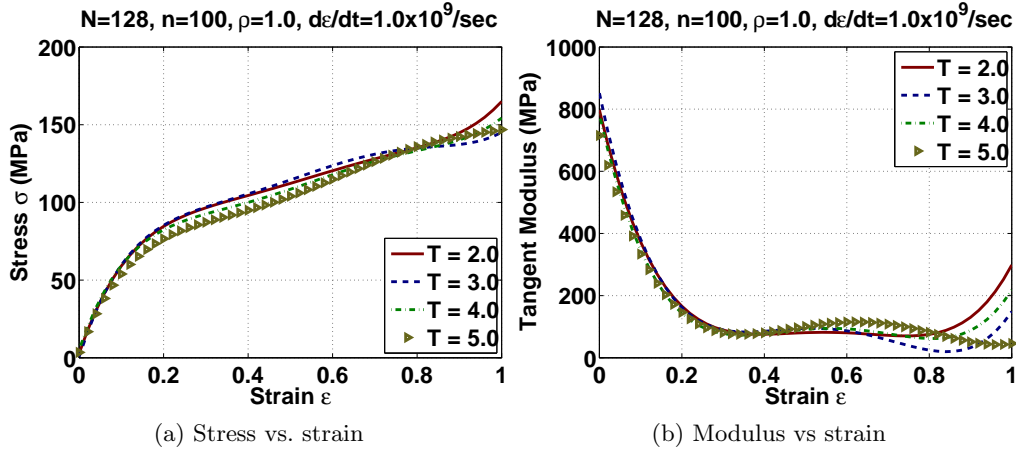 N=128, n=100, ρ=1.0, dε/dt=1.0x10⁹/sec
200
150
100
50
0
0
0.2
0.4
0.6
0.8
1
Stress σ (MPa)
Strain ε
T = 2.0
T = 3.0
T = 4.0
T = 5.0
(a) Stress vs. strain
N=128, n=100, ρ=1.0, dε/dt=1.0x10⁹/sec
1000
800
600
400
200
0
0
0.2
0.4
0.6
0.8
1
Tangent Modulus (MPa)
Strain ε
T = 2.0
T = 3.0
T = 4.0
T = 5.0
(b) Modulus vs strain